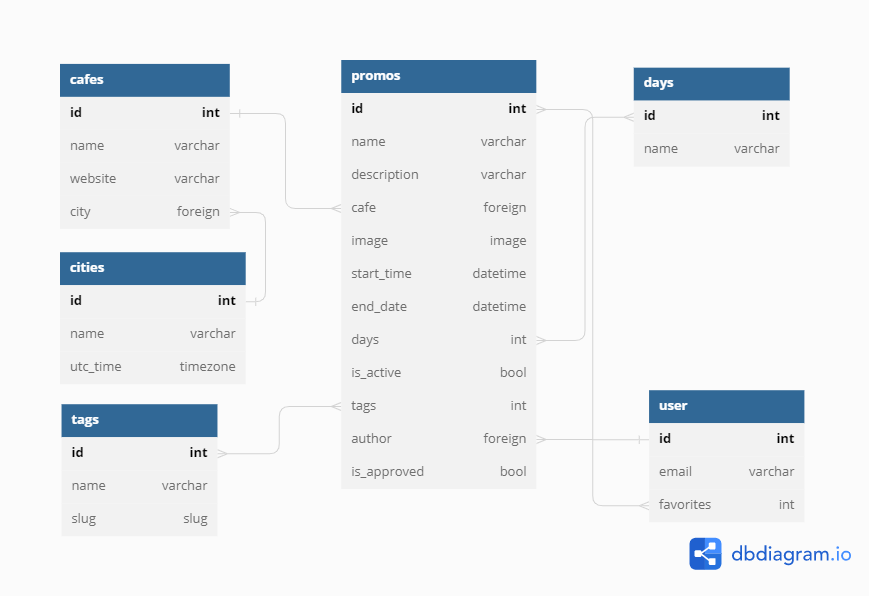 cafes
id int
name varchar
website varchar
city foreign
cities
id int
name varchar
utc_time timezone
tags
id int
name varchar
slug slug
promos
id int
name varchar
description varchar
cafe foreign
image image
start_time datetime
end_date datetime
days int
is_active bool
tags int
author foreign
is_approved bool
days
id int
name varchar
user
id int
email varchar
favorites int
dbdiagram.io